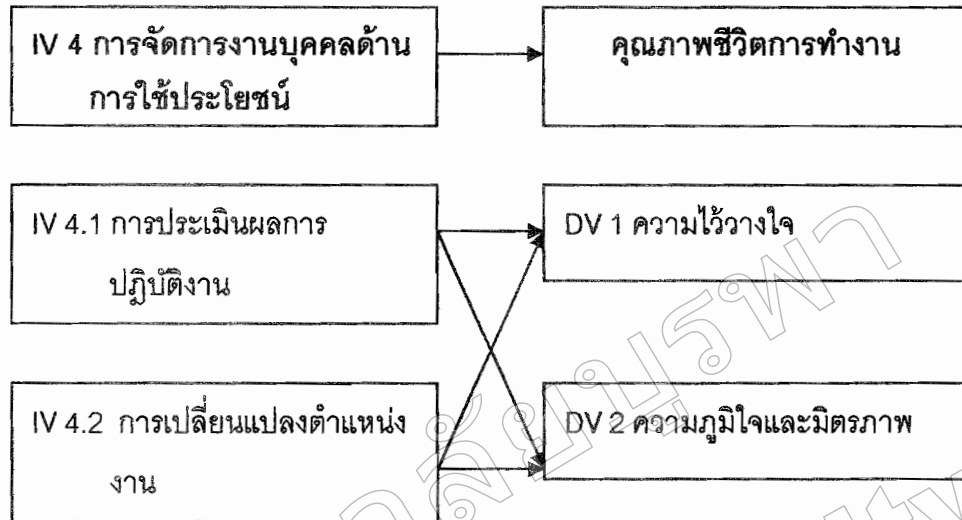 IV 4 การจัดการงานบุคคลด้าน
การใช้ประโยชน์
คุณภาพชีวิตการทำงาน
IV 4.1 การประเมินผลการ
ปฏิบัติงาน
DV 1 ความไว้วางใจ
IV 4.2 การเปลี่ยนแปลงตำแหน่ง
งาน
DV 2 ความภูมิใจและมิตรภาพ